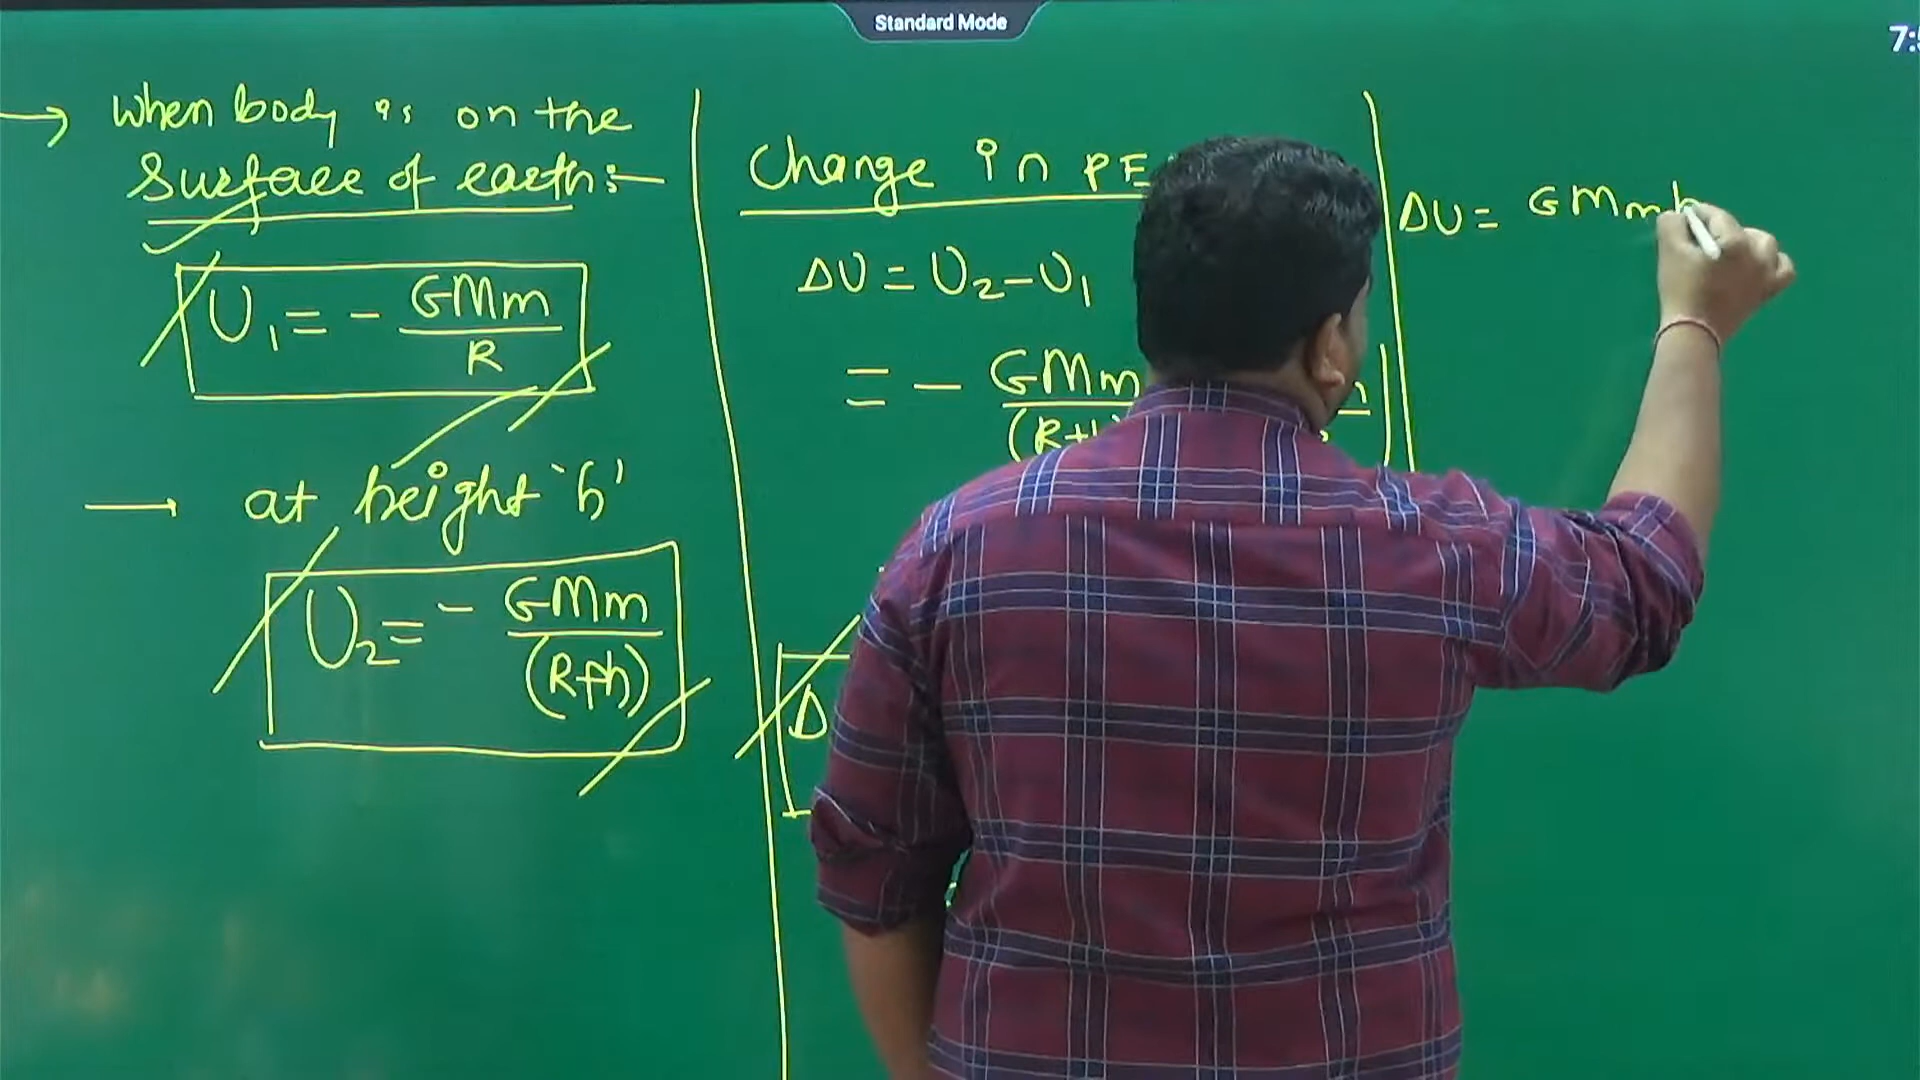 Standard Mode
→ When body is on the
Surface of earth:-
U₁ = - GMm/R
→ at height 'h'
U₂ = - GMm/(R+h)
Change in PE
ΔU = U₂-U₁
= - GMm
(R+
Δ
ΔU = GMmh